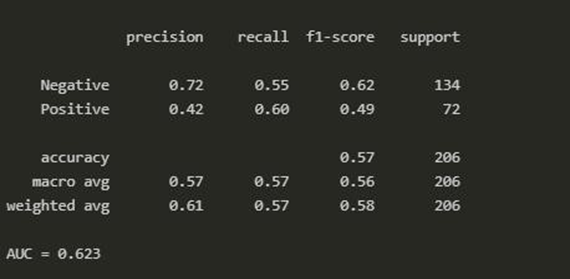 precision recall f1-score support
Negative 0.72 0.55 0.62 134
Positive 0.42 0.60 0.49 72
accuracy 0.57 206
macro avg 0.57 0.57 0.56 206
weighted avg 0.61 0.57 0.58 206
AUC = 0.623